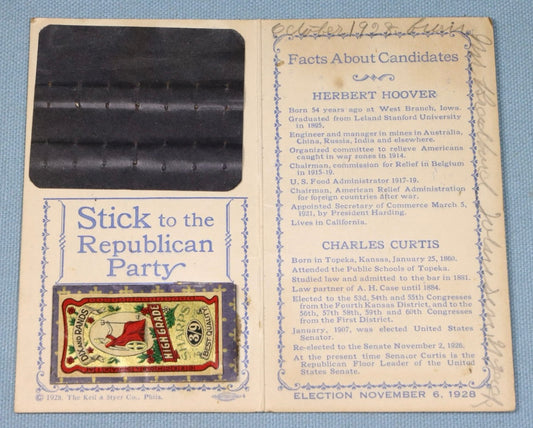 Stick to the
Republican
Party
HIGH GRADE
BEST QUALITY
© 1928. The Keil & Styer Co., Phila.
October 1928
Facts About Candidates
HERBERT HOOVER
Born 54 years ago at West Branch, Iowa.
Graduated from Leland Stanford University
in 1895.
Engineer and manager in mines in Australia,
China, Russia, India and elsewhere.
Organized committee to relieve Americans
caught in war zones in 1914.
Chairman, commission for Relief in Belgium
in 1915-19.
U. S. Food Administrator 1917-19.
Chairman, American Relief Administration
for foreign countries after war.
Appointed Secretary of Commerce March 5,
1921, by President Harding.
Lives in California.
CHARLES CURTIS
Born in Topeka, Kansas, January 25, 1860.
Attended the Public Schools of Topeka.
Studied law and admitted to the bar in 1881.
Law partner of A. H. Case until 1884.
Elected to the 53d, 54th and 55th Congresses
from the Fourth Kansas District, and to the
56th, 57th, 58th, 59th and 60th Congresses
from the First District.
January, 1907, was elected United States
Senator.
Re-elected to the Senate November 2, 1926.
At the present time Senator Curtis is the
Republican Floor Leader of the United
States Senate.
ELECTION NOVEMBER 6, 1928